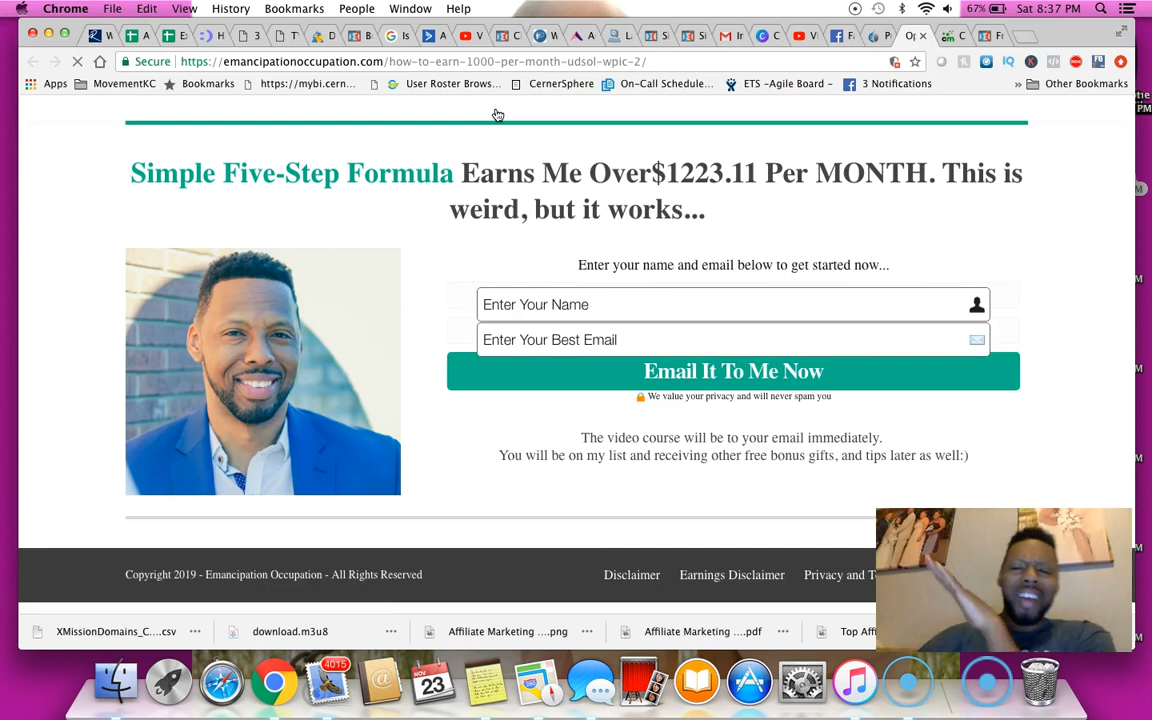 Chrome File Edit View History Bookmarks People Window Help
67% Sat 8:37 PM
Secure https://emancipationoccupation.com/how-to-earn-1000-per-month-udsol-wpic-2/
Apps MovementKC Bookmarks https://mybi.cern... User Roster Brows... CernerSphere On-Call Schedule... ETS -Agile Board - 3 Notifications » Other Bookmarks
PM
Simple Five-Step Formula Earns Me Over$1223.11 Per MONTH. This is
weird, but it works...
Enter your name and email below to get started now...
Enter Your Name
Enter Your Best Email
Email It To Me Now
We value your privacy and will never spam you
The video course will be to your email immediately.
You will be on my list and receiving other free bonus gifts, and tips later as well:)
Copyright 2019 - Emancipation Occupation - All Rights Reserved
Disclaimer Earnings Disclaimer Privacy and T
XMissionDomains_C....csv download.m3u8 Affiliate Marketing ....png Affiliate Marketing ....pdf Top Affi
4015
NOV
23